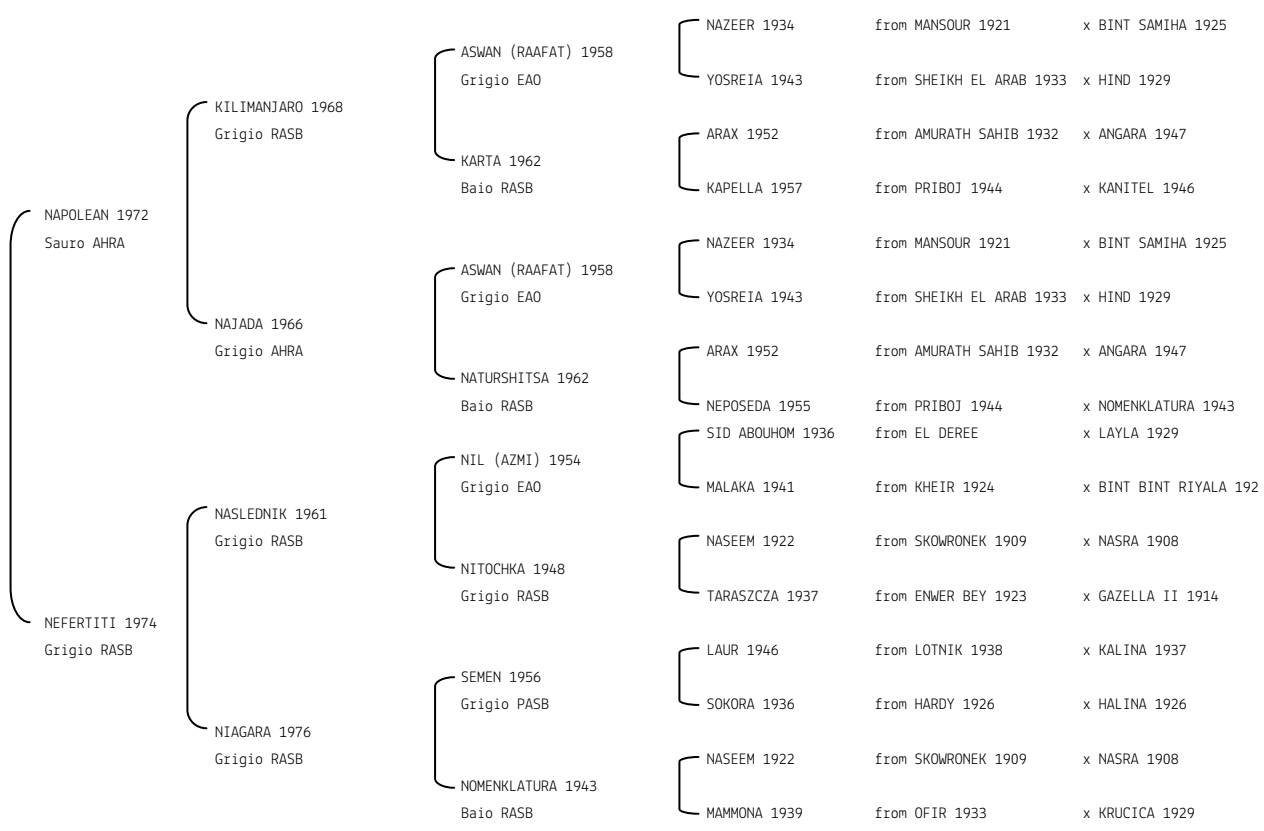 NAZEER 1934 from MANSOUR 1921 x BINT SAMIHA 1925
ASWAN (RAAFAT) 1958
Grigio EAO YOSREIA 1943 from SHEIKH EL ARAB 1933 x HIND 1929
KILIMANJARO 1968
Grigio RASB ARAX 1952 from AMURATH SAHIB 1932 x ANGARA 1947
KARTA 1962
Baio RASB KAPELLA 1957 from PRIBOJ 1944 x KANITEL 1946
NAPOLEAN 1972
Sauro AHRA NAZEER 1934 from MANSOUR 1921 x BINT SAMIHA 1925
ASWAN (RAAFAT) 1958
Grigio EAO YOSREIA 1943 from SHEIKH EL ARAB 1933 x HIND 1929
NAJADA 1966
Grigio AHRA ARAX 1952 from AMURATH SAHIB 1932 x ANGARA 1947
NATURSHITSA 1962
Baio RASB NEPOSEDA 1955 from PRIBOJ 1944 x NOMENKLATURA 1943
SID ABOUHOM 1936 from EL DEREE x LAYLA 1929
NIL (AZMI) 1954
Grigio EAO MALAKA 1941 from KHEIR 1924 x BINT BINT RIYALA 192
NASLEDNIK 1961
Grigio RASB NASEEM 1922 from SKOWRONEK 1909 x NASRA 1908
NITOCHKA 1948
Grigio RASB TARASZCZA 1937 from ENWER BEY 1923 x GAZELLA II 1914
NEFERTITI 1974
Grigio RASB LAUR 1946 from LOTNIK 1938 x KALINA 1937
SEMEN 1956
Grigio PASB SOKORA 1936 from HARDY 1926 x HALINA 1926
NIAGARA 1976
Grigio RASB NASEEM 1922 from SKOWRONEK 1909 x NASRA 1908
NOMENKLATURA 1943
Baio RASB MAMMONA 1939 from OFIR 1933 x KRUCICA 1929